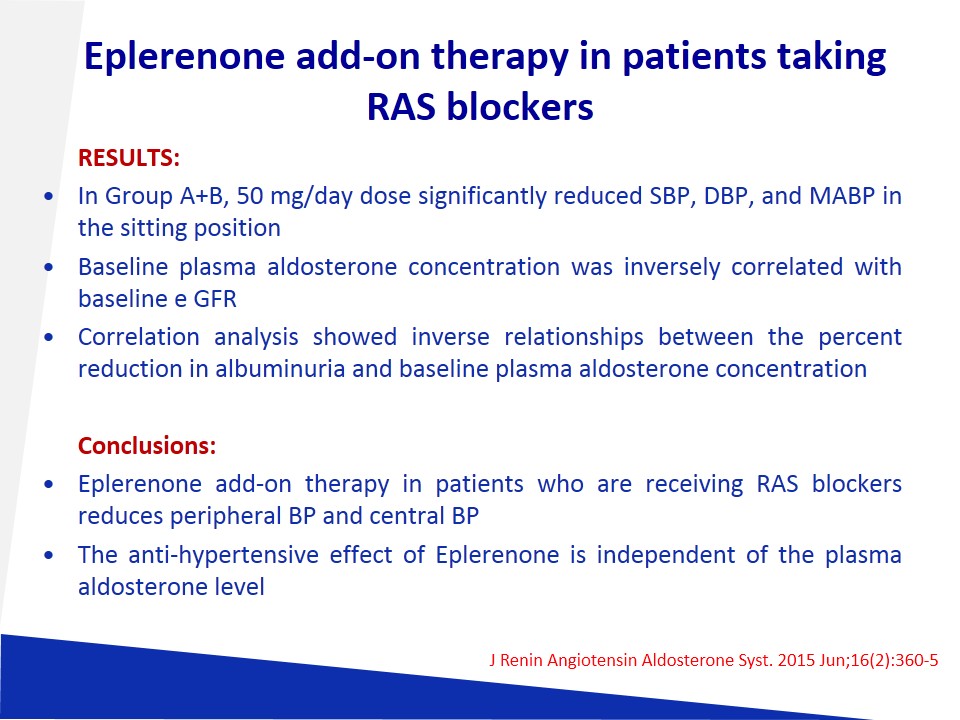 Eplerenone add-on therapy in patients taking
RAS blockers
RESULTS:
• In Group A+B, 50 mg/day dose significantly reduced SBP, DBP, and MABP in
the sitting position
• Baseline plasma aldosterone concentration was inversely correlated with
baseline e GFR
• Correlation analysis showed inverse relationships between the percent
reduction in albuminuria and baseline plasma aldosterone concentration
Conclusions:
• Eplerenone add-on therapy in patients who are receiving RAS blockers
reduces peripheral BP and central BP
• The anti-hypertensive effect of Eplerenone is independent of the plasma
aldosterone level
J Renin Angiotensin Aldosterone Syst. 2015 Jun;16(2):360-5